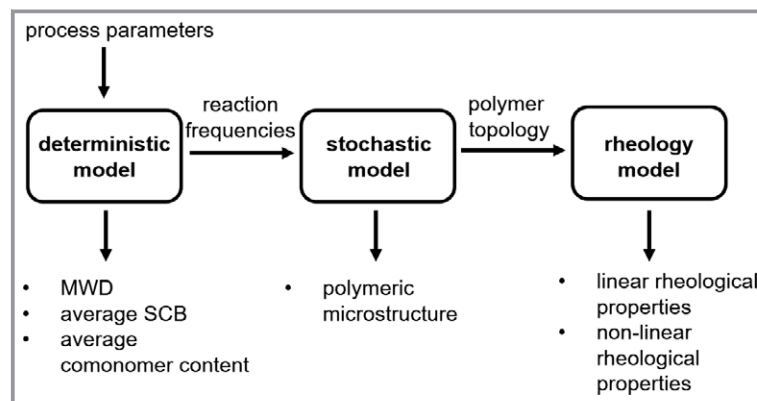 process parameters
reaction
frequencies
polymer
topology
deterministic
model
stochastic
model
rheology
model
• MWD
• average SCB
• average
comonomer content
• polymeric
microstructure
• linear rheological
properties
• non-linear
rheological
properties